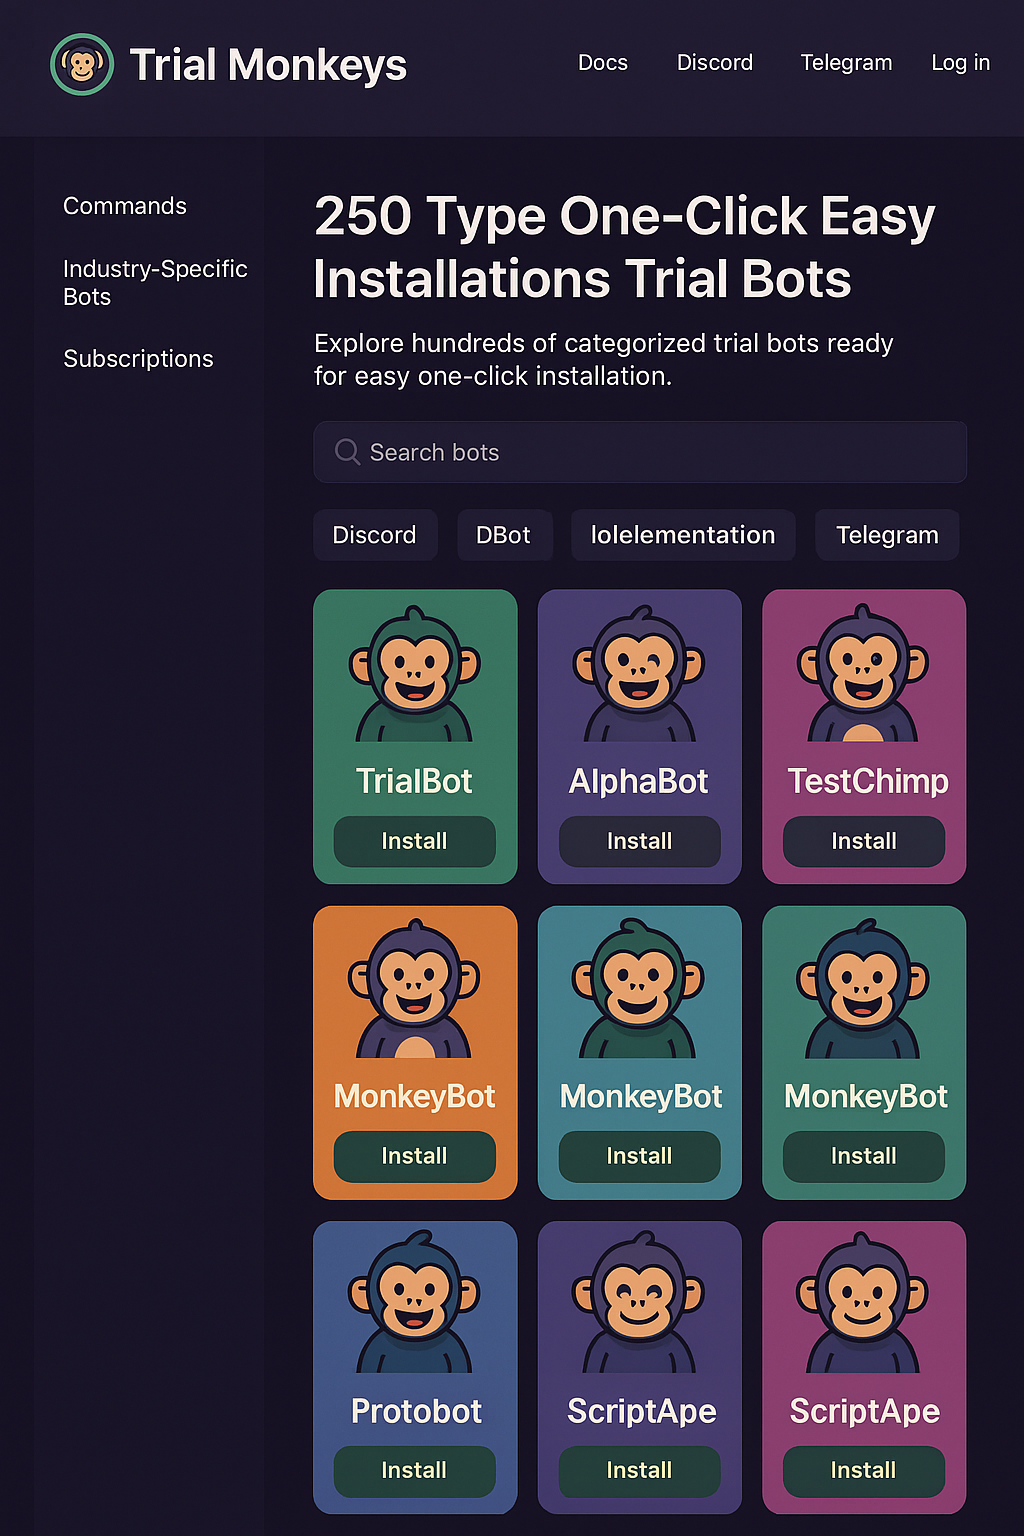 Trial Monkeys
Docs Discord Telegram Log in
Commands
Industry-Specific
Bots
Subscriptions
250 Type One-Click Easy
Installations Trial Bots
Explore hundreds of categorized trial bots ready
for easy one-click installation.
Search bots
Discord DBot lolelementation Telegram
TrialBot AlphaBot TestChimp
Install Install Install
MonkeyBot MonkeyBot MonkeyBot
Install Install Install
Protobot ScriptApe ScriptApe
Install Install Install